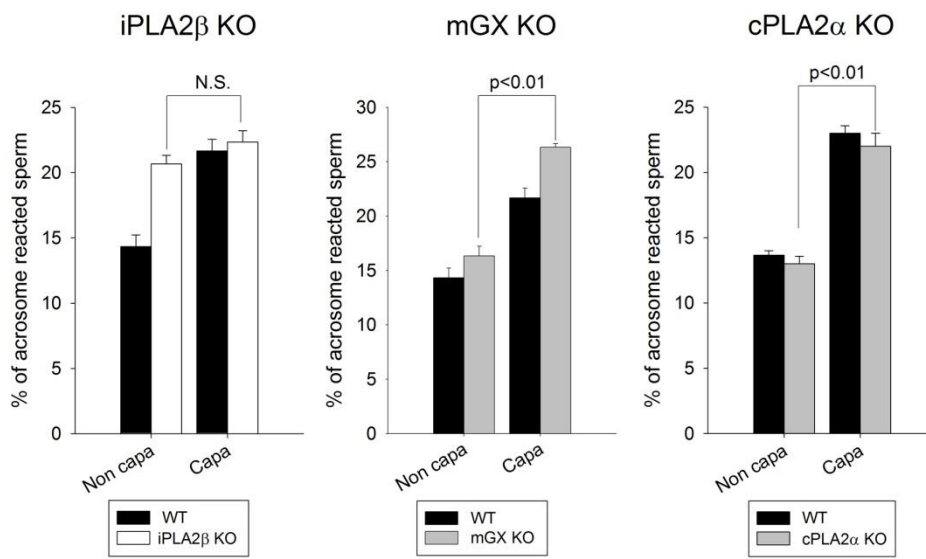 iPLA2β KO
N.S.
% of acrosome reacted sperm
25
20
15
10
5
0
Non capa
Capa
WT
iPLA2β KO
mGX KO
p<0.01
% of acrosome reacted sperm
30
25
20
15
10
5
0
Non capa
Capa
WT
mGX KO
cPLA2α KO
p<0.01
% of acrosome reacted sperm
25
20
15
10
5
0
Non capa
Capa
WT
cPLA2α KO